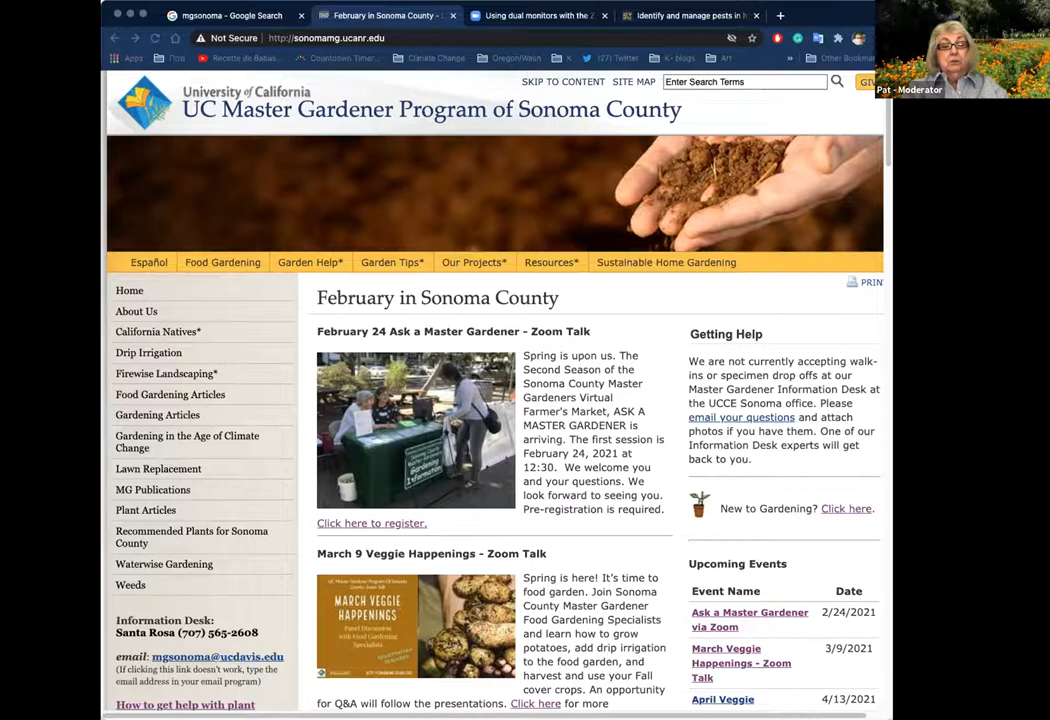 mgsonoma - Google Search
February in Sonoma County -
Using dual monitors with the Z
Identify and manage pests in h
Not Secure
http://sonomamg.ucanr.edu
Apps
Ptto
Recette de Babas...
Countdown Timer...
Climate Change
Oregon/Wash
K
(27) Twitter
K- blogs
Art
»
Other Bookmar
SKIP TO CONTENT
SITE MAP
Enter Search Terms
GIV
Pat - Moderator
University of California
UC Master Gardener Program of Sonoma County
Español
Food Gardening
Garden Help*
Garden Tips*
Our Projects*
Resources*
Sustainable Home Gardening
PRIN
Home
About Us
California Natives*
Drip Irrigation
Firewise Landscaping*
Food Gardening Articles
Gardening Articles
Gardening in the Age of Climate
Change
Lawn Replacement
MG Publications
Plant Articles
Recommended Plants for Sonoma
County
Waterwise Gardening
Weeds
Information Desk:
Santa Rosa (707) 565-2608
email: mgsonoma@ucdavis.edu
(If clicking this link doesn't work, type the
email address in your email program)
How to get help with plant
February in Sonoma County
February 24 Ask a Master Gardener - Zoom Talk
Spring is upon us. The
Second Season of the
Sonoma County Master
Gardeners Virtual
Farmer's Market, ASK A
MASTER GARDENER is
arriving. The first session is
February 24, 2021 at
12:30. We welcome you
and your questions. We
look forward to seeing you.
Pre-registration is required.
Click here to register.
March 9 Veggie Happenings - Zoom Talk
MARCH VEGGIE
HAPPENINGS
Spring is here! It's time to
food garden. Join Sonoma
County Master Gardener
Food Gardening Specialists
and learn how to grow
potatoes, add drip irrigation
to the food garden, and
harvest and use your Fall
cover crops. An opportunity
for Q&A will follow the presentations. Click here for more
Getting Help
We are not currently accepting walk-
ins or specimen drop offs at our
Master Gardener Information Desk at
the UCCE Sonoma office. Please
email your questions and attach
photos if you have them. One of our
Information Desk experts will get
back to you.
New to Gardening? Click here.
Upcoming Events
Event Name
Date
Ask a Master Gardener
via Zoom
2/24/2021
March Veggie
Happenings - Zoom
Talk
3/9/2021
April Veggie
4/13/2021